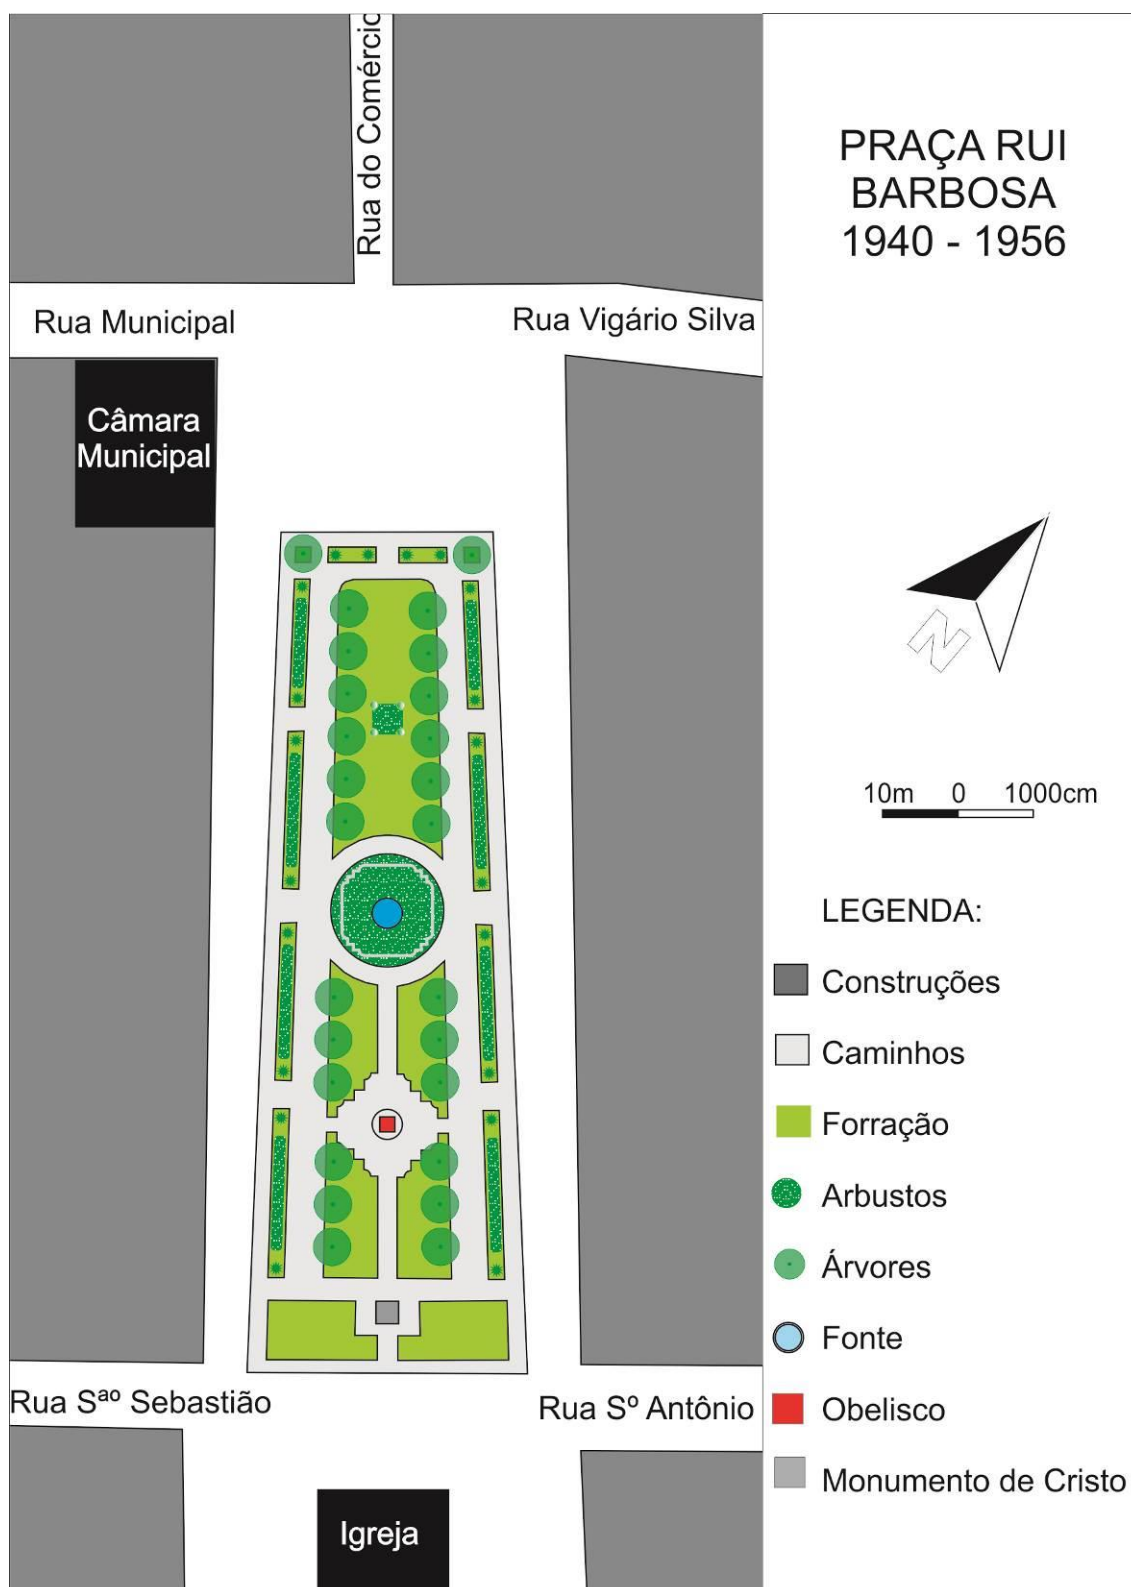 Rua do Comércio
PRAÇA RUI
BARBOSA
1940 - 1956
Rua Municipal
Rua Vigário Silva
Câmara
Municipal
N
10m 0 1000cm
LEGENDA:
Construções
Caminhos
Forração
Arbustos
Árvores
Fonte
Obelisco
Monumento de Cristo
Rua Sªº Sebastião
Rua Sº Antônio
Igreja